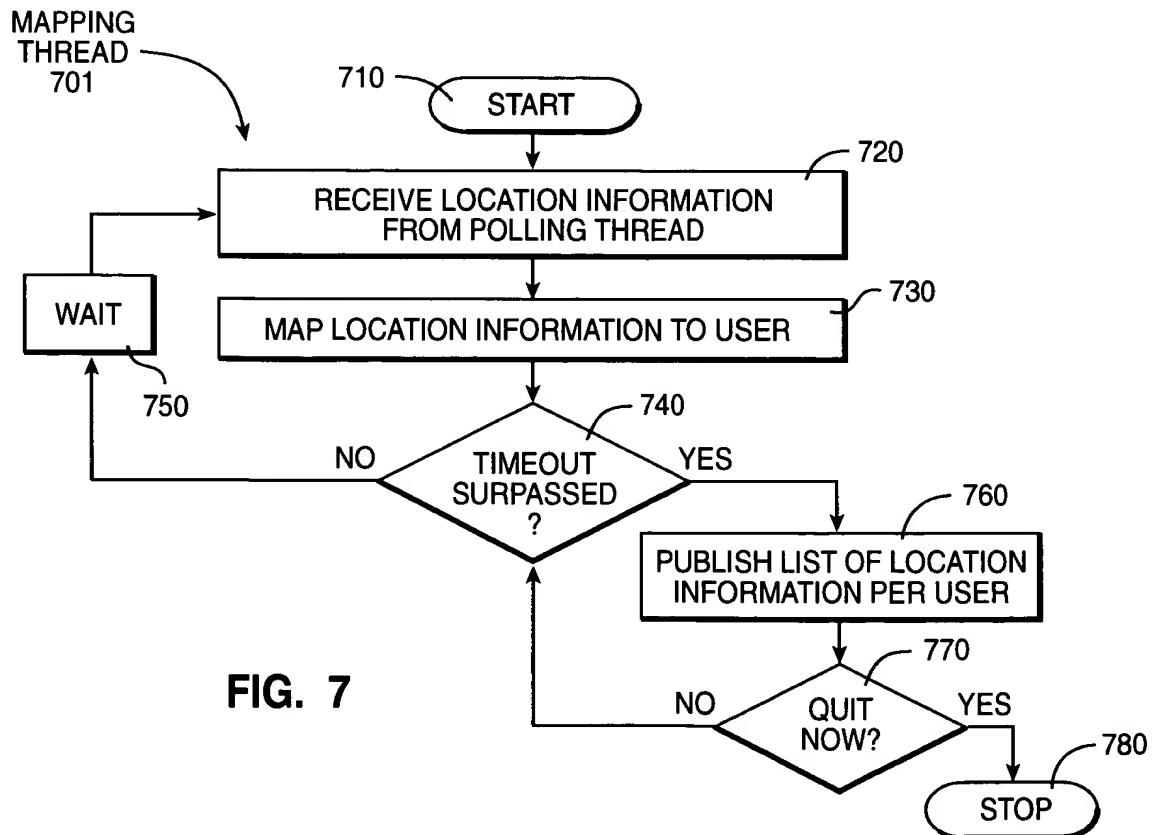 MAPPING
THREAD
701
710
START
720
RECEIVE LOCATION INFORMATION
FROM POLLING THREAD
WAIT
750
730
MAP LOCATION INFORMATION TO USER
740
NO
TIMEOUT
SURPASSED
?
YES
760
PUBLISH LIST OF LOCATION
INFORMATION PER USER
770
NO
QUIT
NOW?
YES
780
STOP
FIG. 7